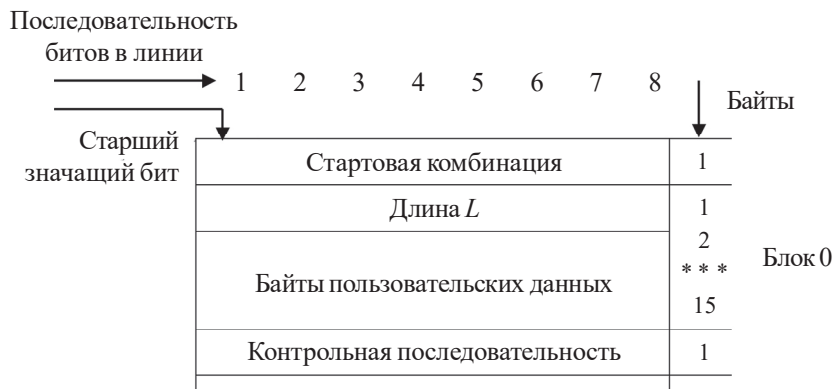 Последовательность
битов в линии
1 2 3 4 5 6 7 8
Байты
Старший
значащий бит
Стартовая комбинация 1
Длина L 1
2
Байты пользовательских данных * * * Блок 0
15
Контрольная последовательность 1